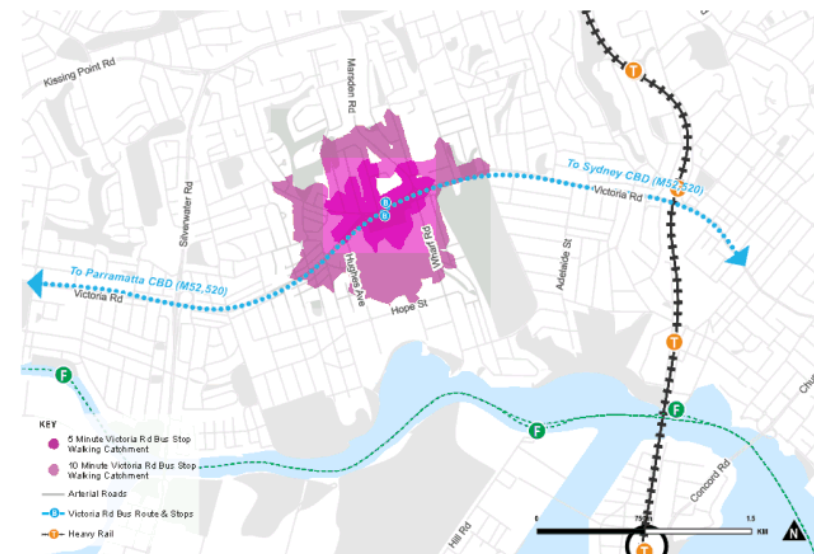 Kissing Point Rd
Marsden Rd
T
To Sydney CBD (M52,520)
T
Victoria Rd
Silverwater Rd
B
B
Wharf Rd
Hughes Ave
Adelaide St
To Parramatta CBD (M52,520)
Victoria Rd
Hope St
T
F
F
F
KEY
5 Minute Victoria Rd Bus Stop
Walking Catchment
10 Minute Victoria Rd Bus Stop
Walking Catchment
Arterial Roads
B Victoria Rd Bus Route & Stops
T Heavy Rail
Concord Rd
Hill Rd
0
1.5
KM
N
T